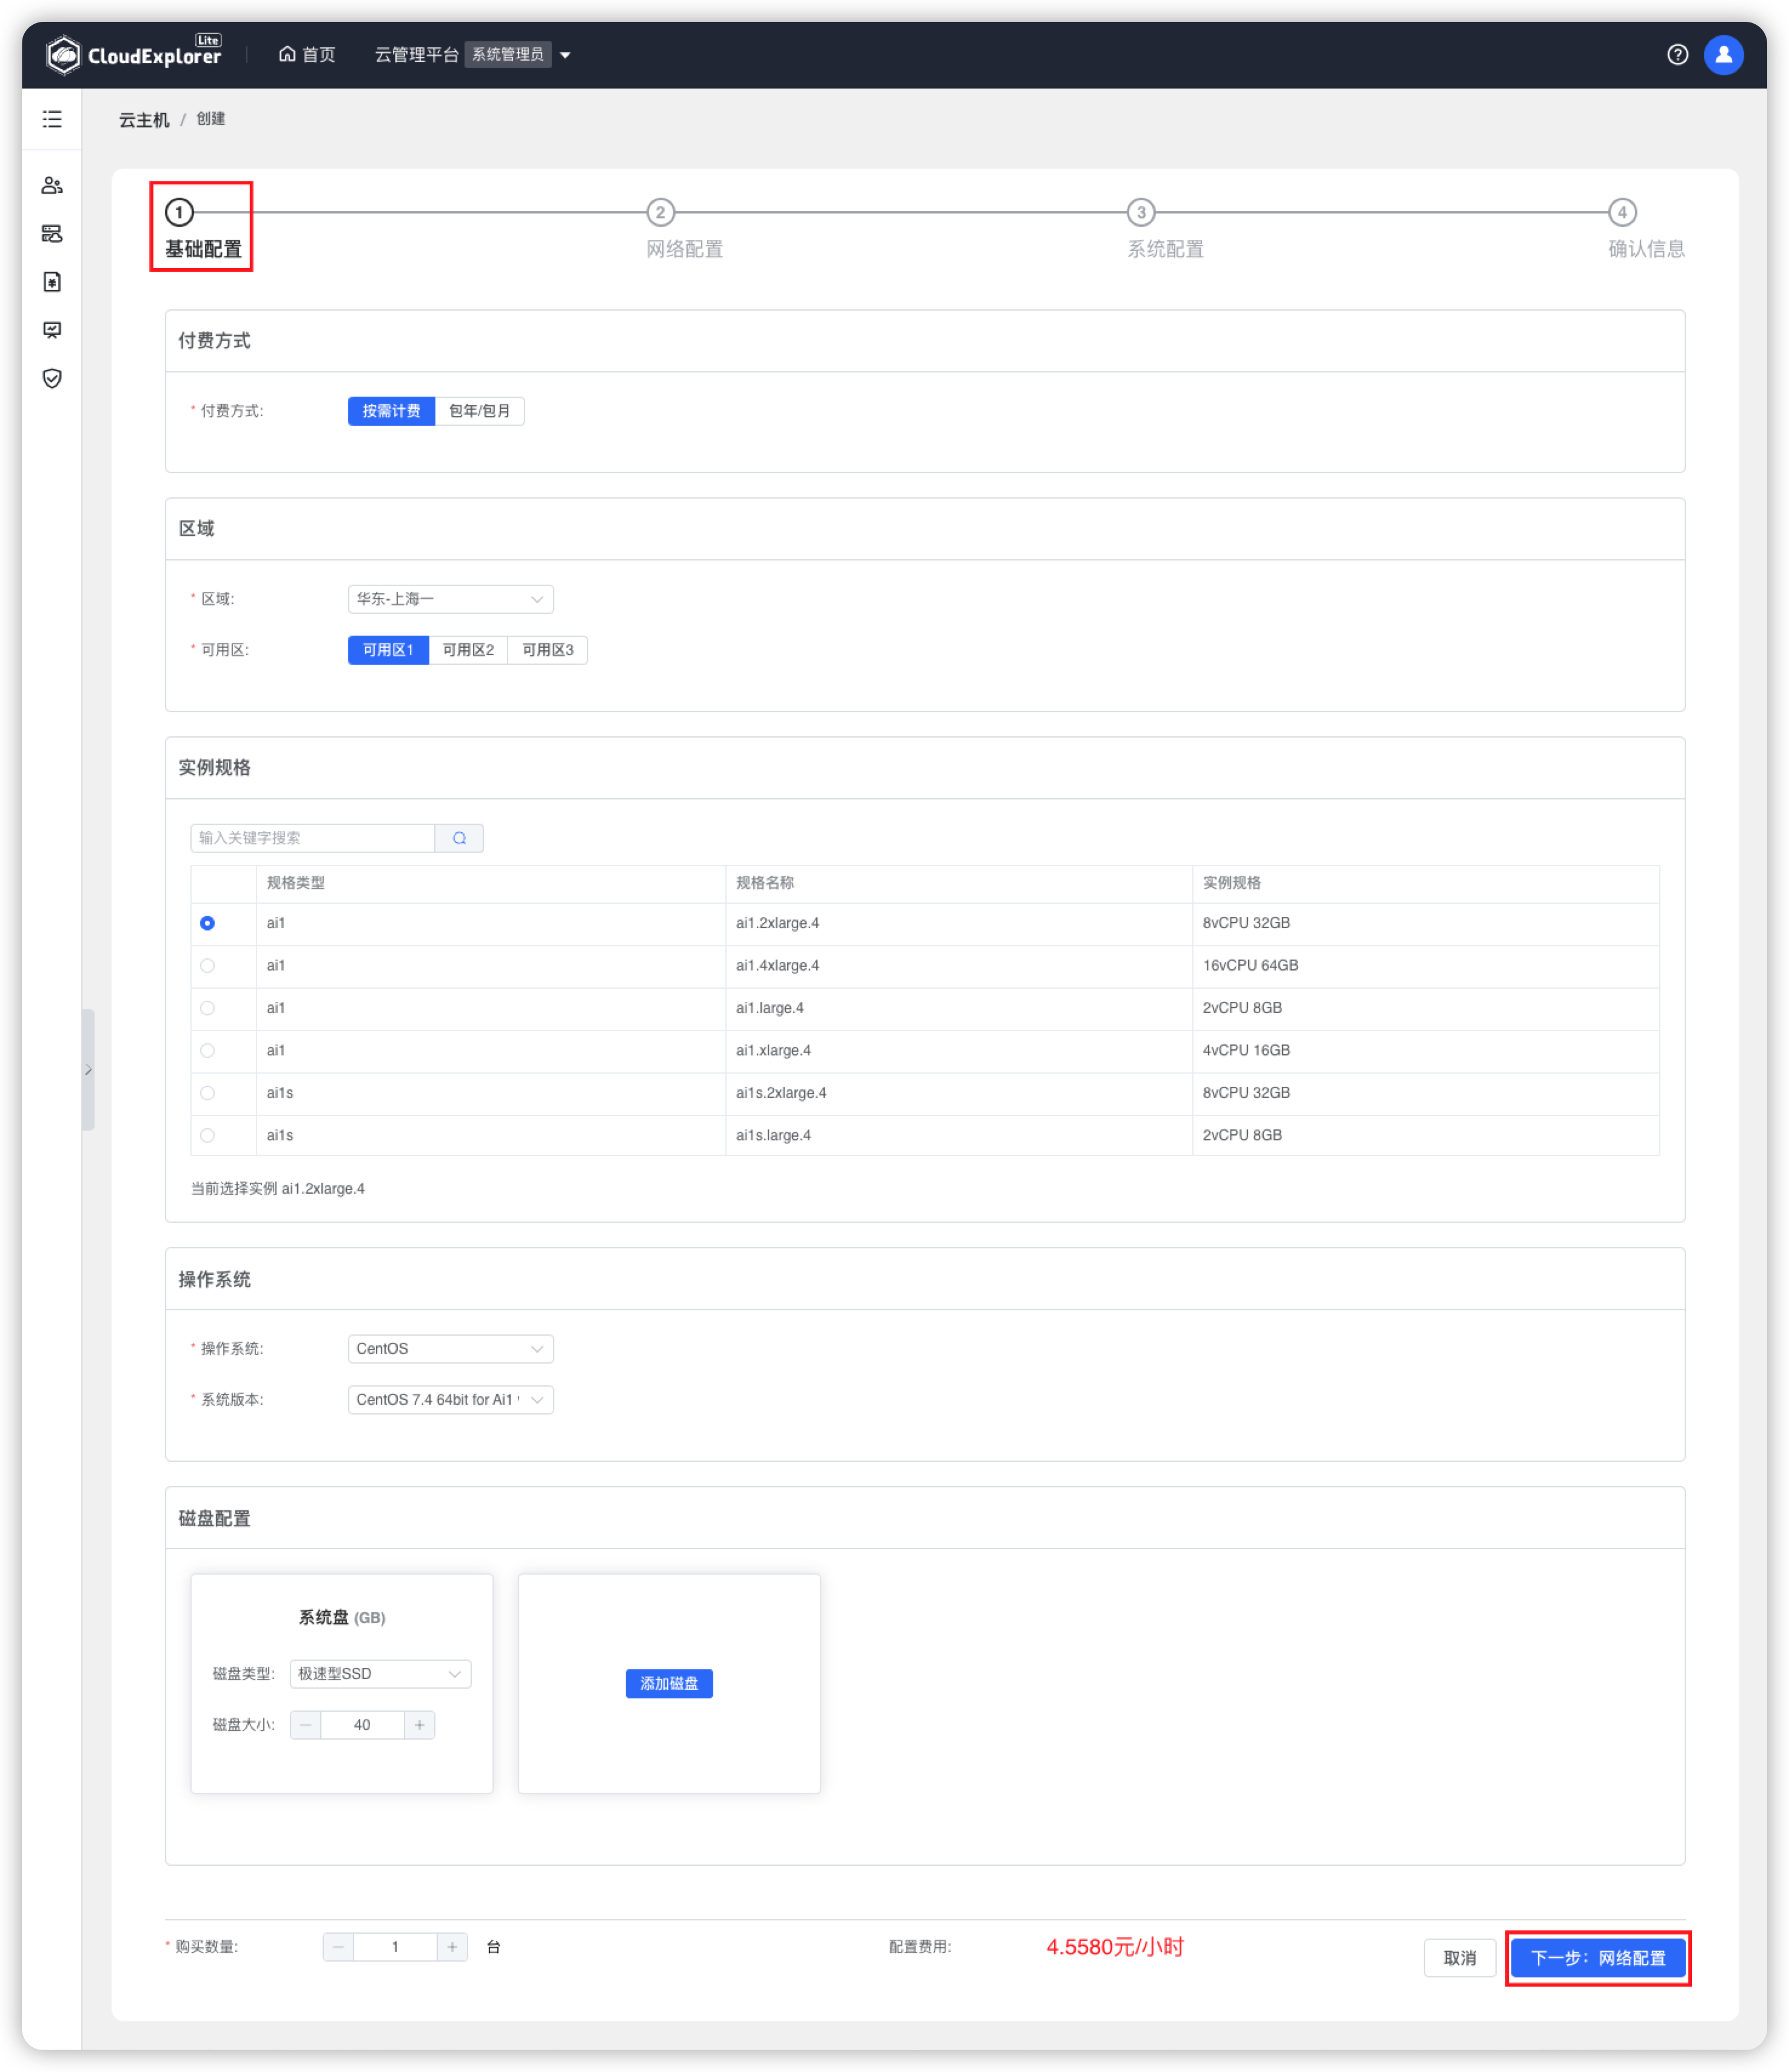 CloudExplorer Lite 首页 云管理平台 系统管理员
云主机 / 创建
1 2 3 4
基础配置 网络配置 系统配置 确认信息
付费方式
* 付费方式: 按需计费 包年/包月
区域
* 区域: 华东-上海一
* 可用区: 可用区1 可用区2 可用区3
实例规格
输入关键字搜索
规格类型 规格名称 实例规格
ai1 ai1.2xlarge.4 8vCPU 32GB
ai1 ai1.4xlarge.4 16vCPU 64GB
ai1 ai1.large.4 2vCPU 8GB
ai1 ai1.xlarge.4 4vCPU 16GB
ai1s ai1s.2xlarge.4 8vCPU 32GB
ai1s ai1s.large.4 2vCPU 8GB
当前选择实例 ai1.2xlarge.4
操作系统
* 操作系统: CentOS
* 系统版本: CentOS 7.4 64bit for Ai1
磁盘配置
系统盘 (GB)
磁盘类型: 极速型SSD
添加磁盘
磁盘大小: − 40 +
* 购买数量: − 1 + 台 配置费用: 4.5580元/小时 取消 下一步：网络配置